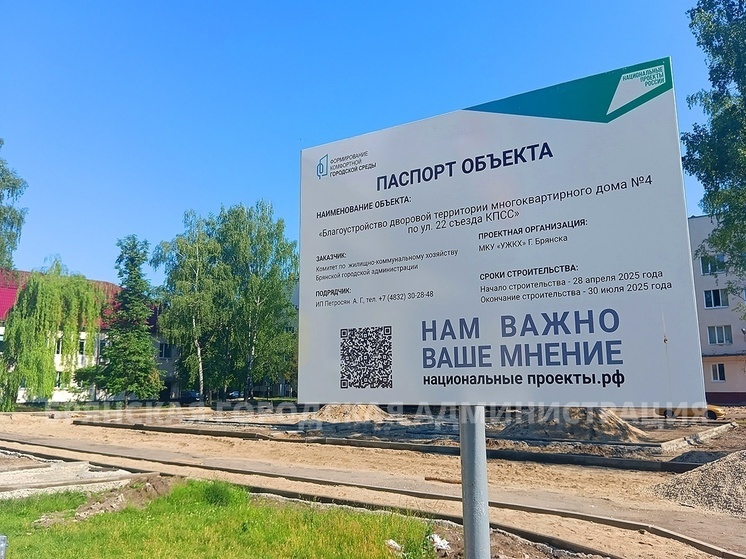 НАЦИОНАЛЬНЫЕ
ПРОЕКТЫ
РОССИИ
ФОРМИРОВАНИЕ
КОМФОРТНОЙ
ГОРОДСКОЙ СРЕДЫ
ПАСПОРТ ОБЪЕКТА
НАИМЕНОВАНИЕ ОБЪЕКТА:
«Благоустройство дворовой территории многоквартирного дома №4
по ул. 22 съезда КПСС»
ЗАКАЗЧИК:
Комитет по жилищно-коммунальному хозяйству
Брянской городской администрации
ПОДРЯДЧИК:
ИП Петросян А. Г., тел. +7 (4832) 30-28-48
ПРОЕКТНАЯ ОРГАНИЗАЦИЯ:
МКУ «УЖКХ» Г. Брянска
СРОКИ СТРОИТЕЛЬСТВА:
Начало строительства - 28 апреля 2025 года
Окончание строительства - 30 июля 2025 года
НАМ ВАЖНО
ВАШЕ МНЕНИЕ
национальные проекты.рф
БРЯНСКАЯ ГОРОДСКАЯ АДМИНИСТРАЦИЯ